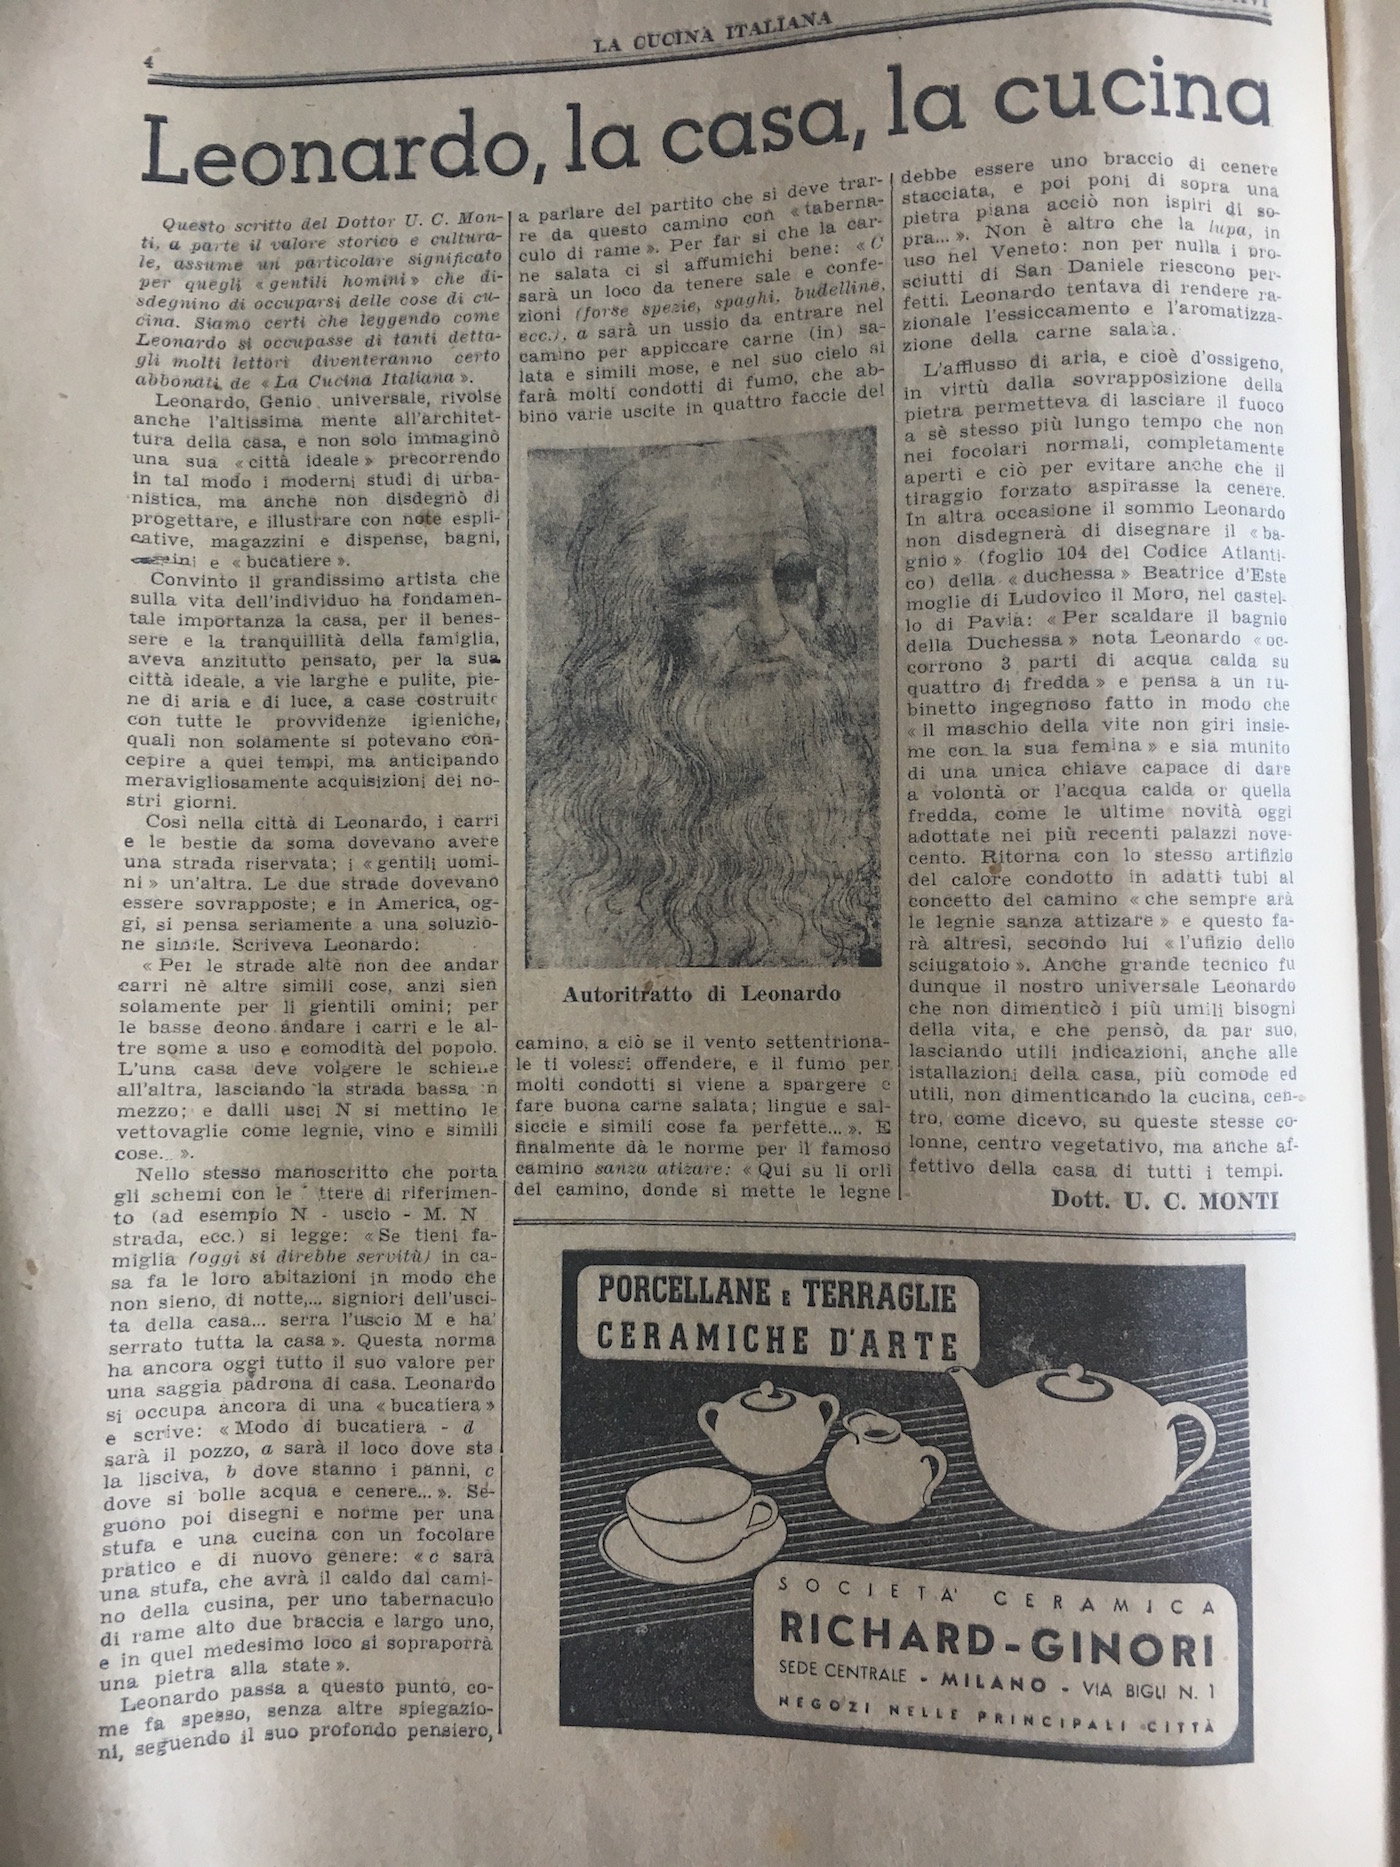 4
LA CUCINA ITALIANA
XVI
Leonardo, la casa, la cucina
Questo scritto del Dottor U. C. Mon-
ti, a parte il valore storico e cultura-
le, assume un particolare significato
per quegli « gentili homini » che di-
sdegnino di occuparsi delle cose di cu-
cina. Siamo certi che leggendo come
Leonardo si occupasse di tanti detta-
gli molti lettori diventeranno certo
abbonati de « La Cucina Italiana ».
Leonardo, Genio universale, rivolse
anche l'altissima mente all'architet-
tura della casa, e non solo immaginò
una sua « città ideale » precorrendo
in tal modo i moderni studi di urba-
nistica, ma anche non disdegnò di
progettare, e illustrare con note espli-
cative, magazzini e dispense, bagni,
e « bucatiere ».
Convinto il grandissimo artista che
sulla vita dell'individuo ha fondamen-
tale importanza la casa, per il benes-
sere e la tranquillità della famiglia,
aveva anzitutto pensato, per la sua
città ideale, a vie larghe e pulite, pie-
ne di aria e di luce, a case costruite
con tutte le provvidenze igieniche,
quali non solamente si potevano con-
cepire a quei tempi, ma anticipando
meravigliosamente acquisizioni dei no-
stri giorni.
Così nella città di Leonardo, i carri
e le bestie da soma dovevano avere
una strada riservata; i « gentili uomi-
ni » un'altra. Le due strade dovevano
essere sovrapposte; e in America, og-
gi, si pensa seriamente a una soluzio-
ne simile. Scriveva Leonardo:
« Per le strade alte non dee andar
carri nè altre simili cose, anzi sien
solamente per li gientili omini; per
le basse deono andare i carri e le al-
tre some a uso e comodità del popolo.
L'una casa deve volgere le schiene
all'altra, lasciando la strada bassa in
mezzo; e dalli usci N si mettino le
vettovaglie come legnie, vino e simili
cose... ».
Nello stesso manoscritto che porta
gli schemi con le ttere di riferimen-
to (ad esempio N - uscio - M. N
strada, ecc.) si legge: « Se tieni fa-
miglia (oggi si direbbe servitù) in ca-
sa fa le loro abitazioni in modo che
non sieno, di notte,... signiori dell'usci-
ta della casa... serra l'uscio M e ha'
serrato tutta la casa ». Questa norma
ha ancora oggi tutto il suo valore per
una saggia padrona di casa. Leonardo
si occupa ancora di una « bucatiera »
e scrive: « Modo di bucatiera - d
sarà il pozzo, a sarà il loco dove sta
la lisciva, b dove stanno i panni, c
dove si bolle acqua e cenere... ». Se-
guono poi disegni e norme per una
stufa e una cucina con un focolare
pratico e di nuovo genere: « c sarà
una stufa, che avrà il caldo dal cami-
no della cusina, per uno tabernaculo
di rame alto due braccia e largo uno,
e in quel medesimo loco si sopraporrà
una pietra alla state ».
Leonardo passa a questo punto, co-
me fa spesso, senza altre spiegazio-
ni, seguendo il suo profondo pensiero,
a parlare del partito che si deve trar-
re da questo camino con « taberna-
culo di rame ». Per far si che la car-
ne salata ci si affumichi bene: « C
sarà un loco da tenere sale e confe-
zioni (forse spezie, spaghi, budelline,
ecc.), a sarà un ussio da entrare nel
camino per appiccare carne (in) sa-
lata e simili mose, e nel suo cielo si
farà molti condotti di fumo, che ab-
bino varie uscite in quattro faccie del
Autoritratto di Leonardo
camino, a ciò se il vento settentriona-
le ti volessi offendere, e il fumo per
molti condotti si viene a spargere e
fare buona carne salata; lingue e sal-
siccie e simili cose fa perfette... ». E
finalmente dà le norme per il famoso
camino sanza atizare: « Qui su li orli
del camino, donde si mette le legne
debbe essere uno braccio di cenere
stacciata, e poi poni di sopra una
pietra piana acciò non ispiri di so-
pra... ». Non è altro che la lupa, in
uso nel Veneto: non per nulla i pro-
sciutti di San Daniele riescono per-
fetti. Leonardo tentava di rendere ra-
zionale l'essiccamento e l'aromatizza-
zione della carne salata.
L'afflusso di aria, e cioè d'ossigeno,
in virtù dalla sovrapposizione della
pietra permetteva di lasciare il fuoco
a sè stesso più lungo tempo che non
nei focolari normali, completamente
aperti e ciò per evitare anche che il
tiraggio forzato aspirasse la cenere.
In altra occasione il sommo Leonardo
non disdegnerà di disegnare il « ba-
gnio » (foglio 104 del Codice Atlanti-
co) della « duchessa » Beatrice d'Este
moglie di Ludovico il Moro, nel castel-
lo di Pavia: « Per scaldare il bagnio
della Duchessa » nota Leonardo « oc-
corrono 3 parti di acqua calda su
quattro di fredda » e pensa a un ru-
binetto ingegnoso fatto in modo che
« il maschio della vite non giri insie-
me con la sua femina » e sia munito
di una unica chiave capace di dare
a volontà or l'acqua calda or quella
fredda, come le ultime novità oggi
adottate nei più recenti palazzi nove-
cento. Ritorna con lo stesso artifizio
del calore condotto in adatti tubi al
concetto del camino « che sempre arà
le legnie sanza attizare » e questo fa-
rà altresì, secondo lui « l'ufizio dello
sciugatoio ». Anche grande tecnico fu
dunque il nostro universale Leonardo
che non dimenticò i più umili bisogni
della vita, e che pensò, da par suo,
lasciando utili indicazioni, anche alle
istallazioni della casa, più comode ed
utili, non dimenticando la cucina, cen-
tro, come dicevo, su queste stesse co-
lonne, centro vegetativo, ma anche af-
fettivo della casa di tutti i tempi.
Dott. U. C. MONTI
PORCELLANE E TERRAGLIE
CERAMICHE D'ARTE
SOCIETA' CERAMICA
RICHARD-GINORI
SEDE CENTRALE - MILANO - VIA BIGLI N. 1
NEGOZI NELLE PRINCIPALI CITTÀ